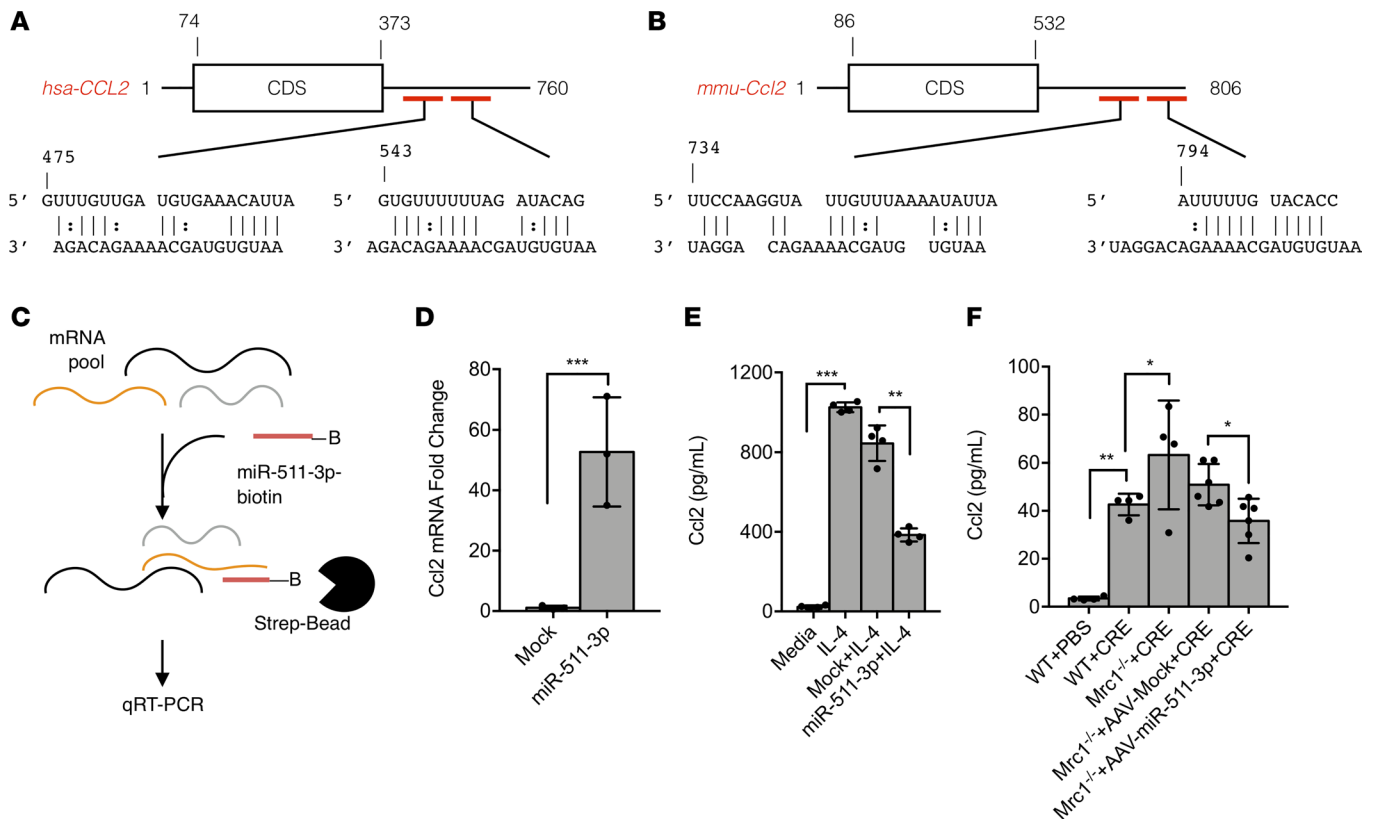 A
74
373
hsa-CCL2 1
CDS
760
475
543
5' GUUUGUUGA UGUGAAACAUUA
5' GUGUUUUUUAG AUACAG
3' AGACAGAAAACGAUGUGUAA
3' AGACAGAAAACGAUGUGUAA
B
86
532
mmu-Ccl2 1
CDS
806
734
794
5' UUCCAAGGUA UUGUUUAAAAUAUUA
5' AUUUUUG UACACC
3' UAGGA CAGAAAACGAUG UGUAA
3'UAGGACAGAAAACGAUGUGUAA
C
mRNA
pool
B
miR-511-3p-
biotin
B
Strep-Bead
qRT-PCR
D
Ccl2 mRNA Fold Change
80
60
40
20
0
***
Mock
miR-511-3p
E
Ccl2 (pg/mL)
1200
800
400
0
***
**
Media
IL-4
Mock+IL-4
miR-511-3p+IL-4
F
Ccl2 (pg/mL)
100
80
60
40
20
0
**
*
*
WT+PBS
WT+CRE
Mrc1-/-+CRE
Mrc1-/-+AAV-Mock+CRE
Mrc1-/-+AAV-miR-511-3p+CRE